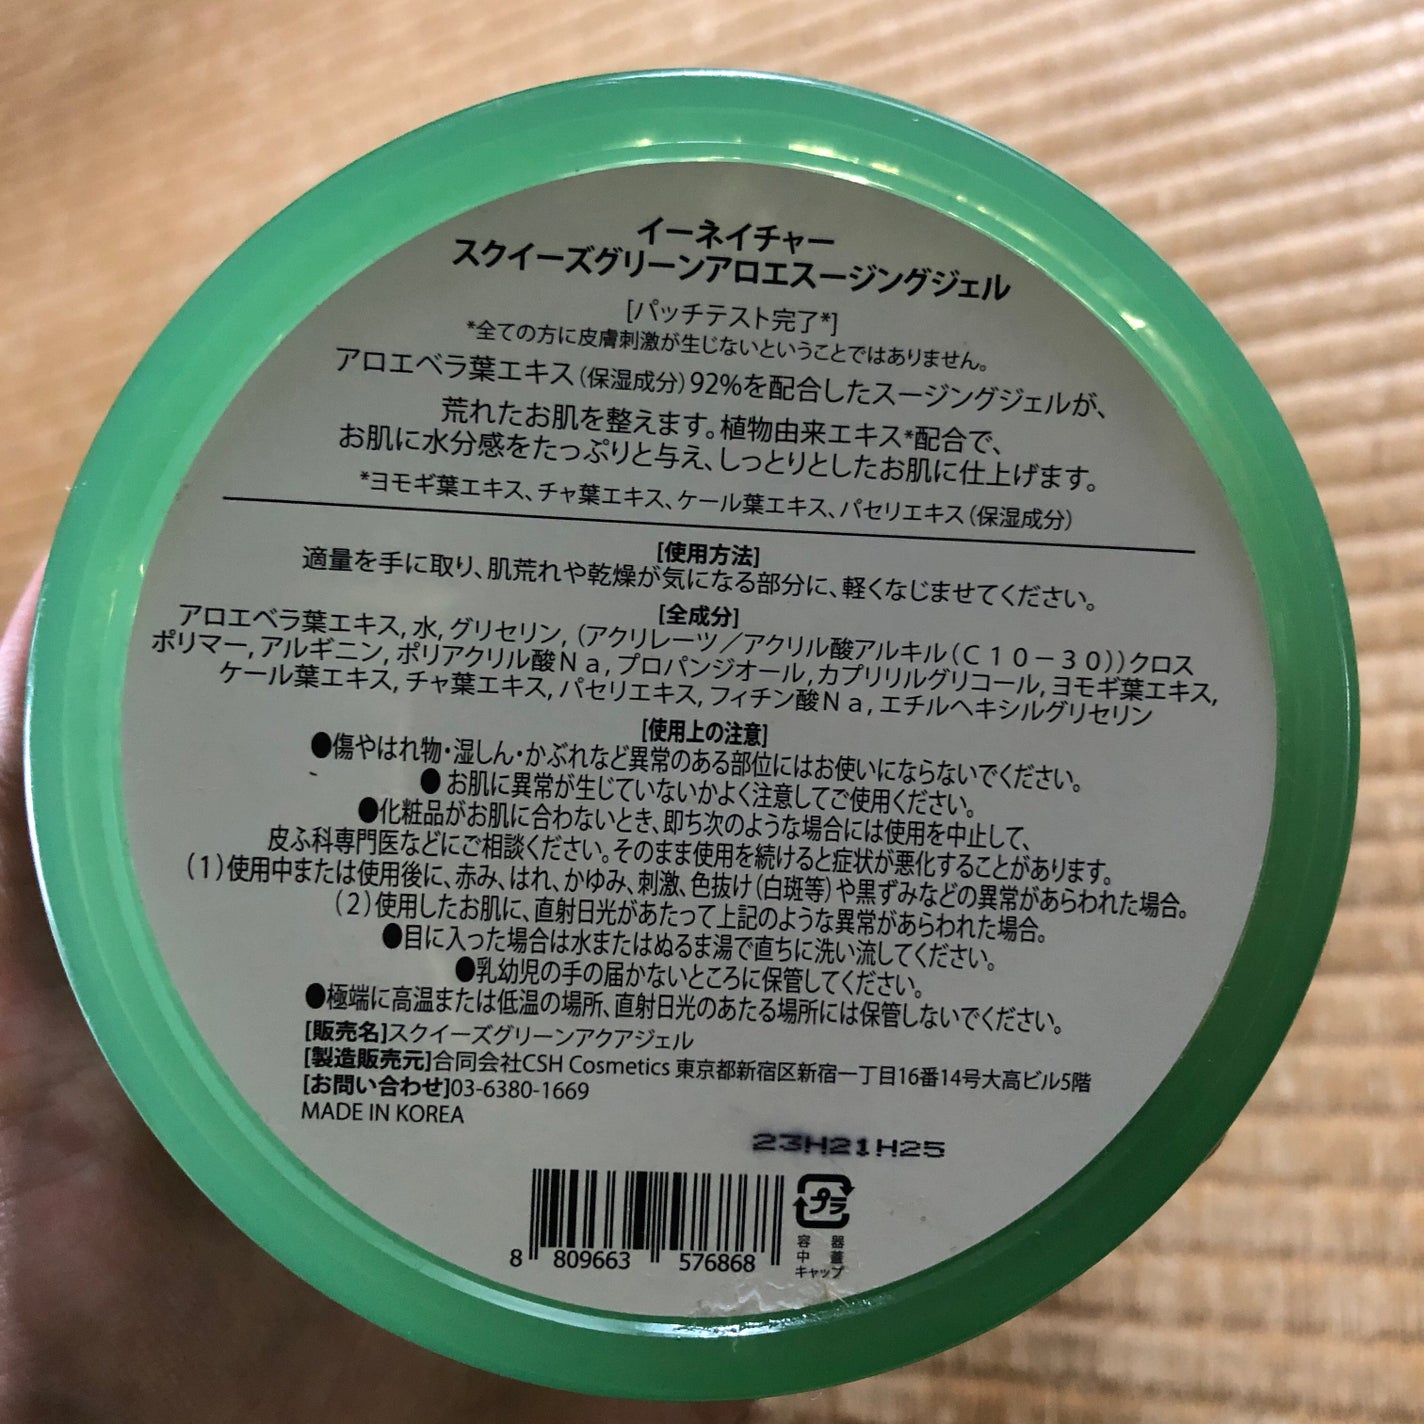 イーネイチャー
スクイーズグリーンアロエスージングジェル
[パッチテスト完了*]
*全ての方に皮膚刺激が生じないということではありません。
アロエベラ葉エキス(保湿成分)92%を配合したスージングジェルが、
荒れたお肌を整えます。植物由来エキス*配合で、
お肌に水分感をたっぷりと与え、しっとりとしたお肌に仕上げます。
*ヨモギ葉エキス、チャ葉エキス、ケール葉エキス、パセリエキス(保湿成分)
[使用方法]
適量を手に取り、肌荒れや乾燥が気になる部分に、軽くなじませてください。
[全成分]
アロエベラ葉エキス, 水, グリセリン, (アクリレーツ/アクリル酸アルキル(C10-30))クロス
ポリマー, アルギニン, ポリアクリル酸Na, プロパンジオール, カプリリルグリコール, ヨモギ葉エキス,
ケール葉エキス, チャ葉エキス, パセリエキス, フィチン酸Na, エチルヘキシルグリセリン
[使用上の注意]
●傷やはれ物・湿しん・かぶれなど異常のある部位にはお使いにならないでください。
● お肌に異常が生じていないかよく注意してご使用ください。
●化粧品がお肌に合わないとき、即ち次のような場合には使用を中止して、
皮ふ科専門医などにご相談ください。そのまま使用を続けると症状が悪化することがあります。
(1)使用中または使用後に、赤み、はれ、かゆみ、刺激、色抜け(白斑等)や黒ずみなどの異常があらわれた場合。
(2)使用したお肌に、直射日光があたって上記のような異常があらわれた場合。
●目に入った場合は水またはぬるま湯で直ちに洗い流してください。
●乳幼児の手の届かないところに保管してください。
●極端に高温または低温の場所、直射日光のあたる場所には保管しないでください。
[販売名]スクイーズグリーンアクアジェル
[製造販売元]合同会社CSH Cosmetics 東京都新宿区新宿一丁目16番14号大高ビル5階
[お問い合わせ]03-6380-1669
MADE IN KOREA
23H21H25
8 809663 576868
プラ
容器
中蓋
キャップ